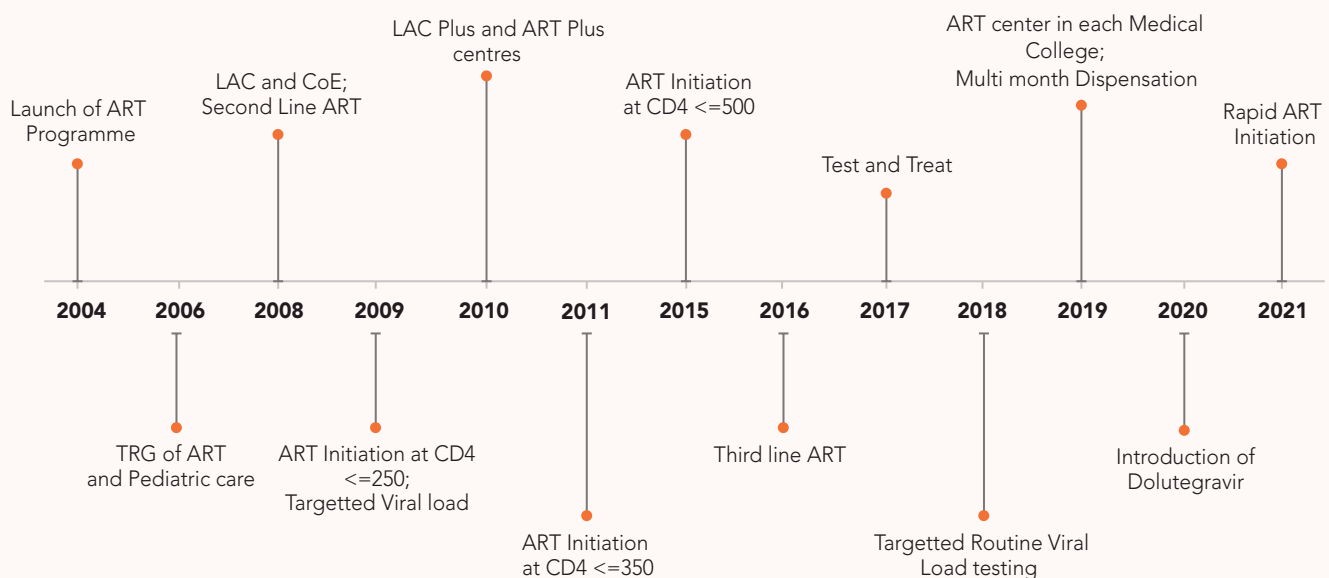 LAC Plus and ART Plus
centres
ART center in each Medical
College;
Multi month Dispensation
LAC and CoE;
Second Line ART
ART Initiation
at CD4 <=500
Launch of ART
Programme
Rapid ART
Initiation
Test and Treat
2004 2006 2008 2009 2010 2011 2015 2016 2017 2018 2019 2020 2021
TRG of ART
and Pediatric care
ART Initiation at CD4
<=250;
Targetted Viral load
Third line ART
Introduction of
Dolutegravir
ART Initiation
at CD4 <=350
Targetted Routine Viral
Load testing